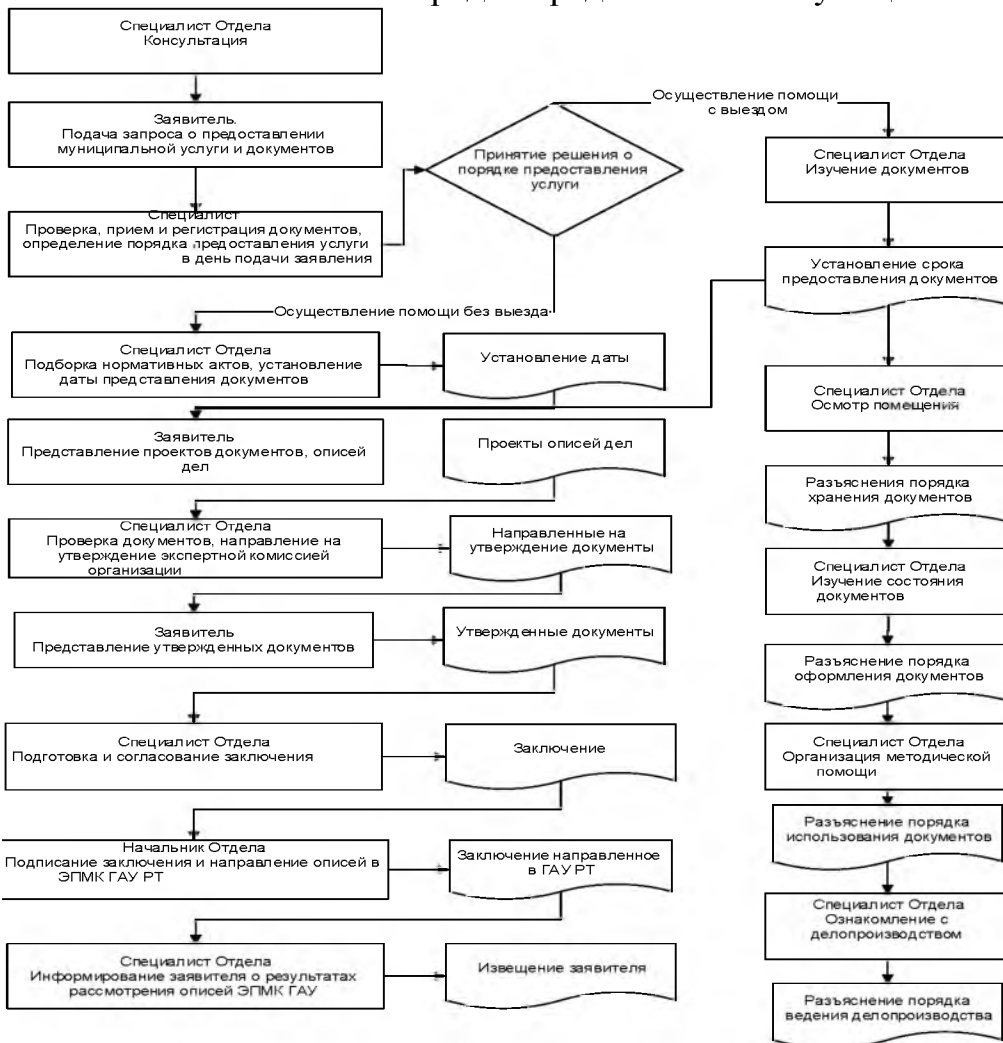 Специалист Отдела
Консультация
Заявитель.
Подача запроса о предоставлении
муниципальной услуги и документов
Специалист
Проверка, прием и регистрация документов,
определение порядка предоставления услуги
в день подачи заявления
Принятие решения о
порядке предоставления
услуги
Осуществление помощи
с выездом
Осуществление помощи без выезда
Специалист Отдела
Подборка нормативных актов, установление
даты представления документов
Установление даты
Заявитель
Представление проектов документов, описей
дел
Проекты описей дел
Специалист Отдела
Проверка документов, направление на
утверждение экспертной комиссией
организации
Направленные на
утверждение документы
Заявитель
Представление утвержденных документов
Утвержденные документы
Специалист Отдела
Подготовка и согласование заключения
Заключение
Начальник Отдела
Подписание заключения и направление описей в
ЭПМК ГАУ РТ
Заключение направленное
в ГАУ РТ
Специалист Отдела
Информирование заявителя о результатах
рассмотрения описей ЭПМК ГАУ
Извещение заявителя
Специалист Отдела
Изучение документов
Установление срока
предоставления документов
Специалист Отдела
Осмотр помещения
Разъяснения порядка
хранения документов
Специалист Отдела
Изучение состояния
документов
Разъяснение порядка
оформления документов
Специалист Отдела
Организация методической
помощи
Разъяснение порядка
использования документов
Специалист Отдела
Ознакомление с
делопроизводством
Разъяснение порядка
ведения делопроизводства